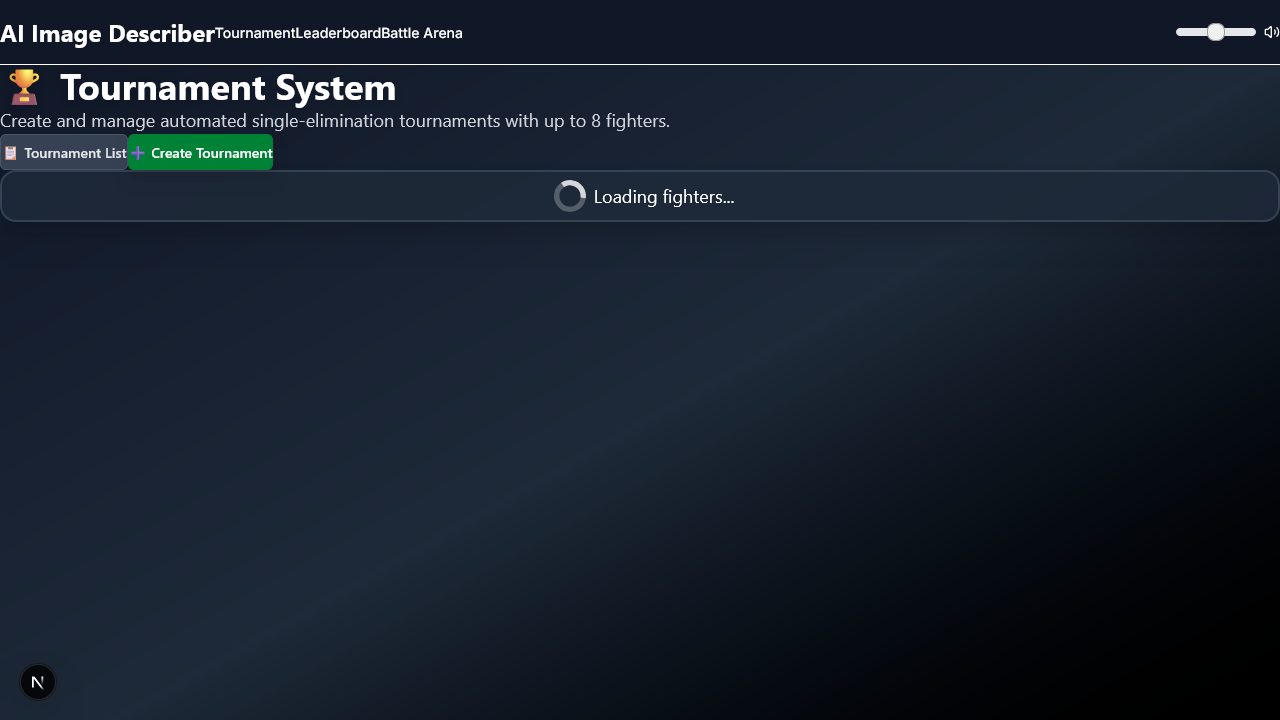 AI Image Describer Tournament Leaderboard Battle Arena
🏆 Tournament System
Create and manage automated single-elimination tournaments with up to 8 fighters.
📋 Tournament List ➕ Create Tournament
Loading fighters...
N